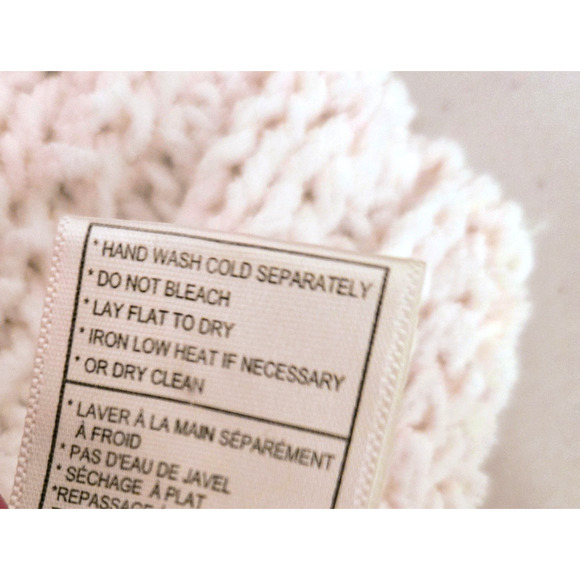 * HAND WASH COLD SEPARATELY
* DO NOT BLEACH
* LAY FLAT TO DRY
* IRON LOW HEAT IF NECESSARY
* OR DRY CLEAN
* LAVER À LA MAIN SÉPARÉMENT
À FROID
* PAS D'EAU DE JAVEL
* SÉCHAGE À PLAT
*REPASSAGE